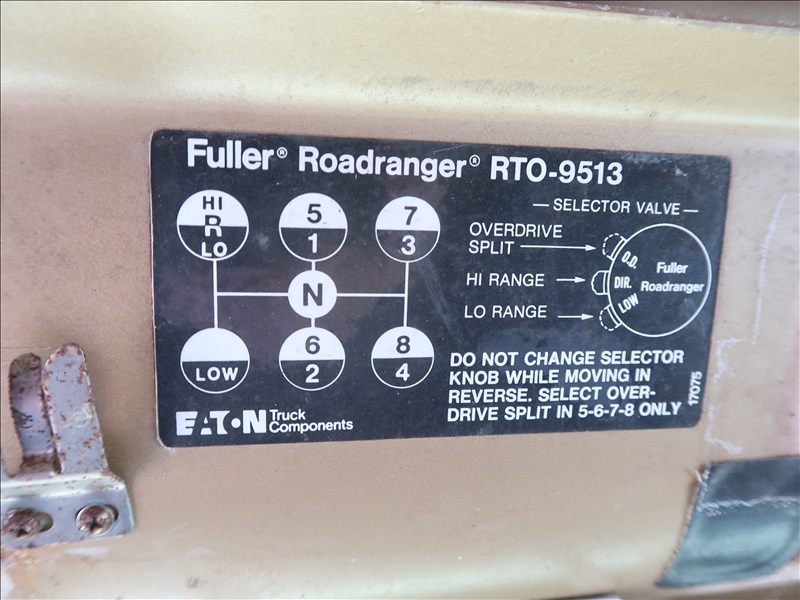 Fuller® Roadranger® RTO-9513
HI
R
LO
5
1
7
3
N
LOW
6
2
8
4
— SELECTOR VALVE —
OVERDRIVE
SPLIT
HI RANGE
LO RANGE
O.D.
DIR.
LOW
Fuller
Roadranger
DO NOT CHANGE SELECTOR
KNOB WHILE MOVING IN
REVERSE. SELECT OVER-
DRIVE SPLIT IN 5-6-7-8 ONLY
17075
EATON Truck
Components